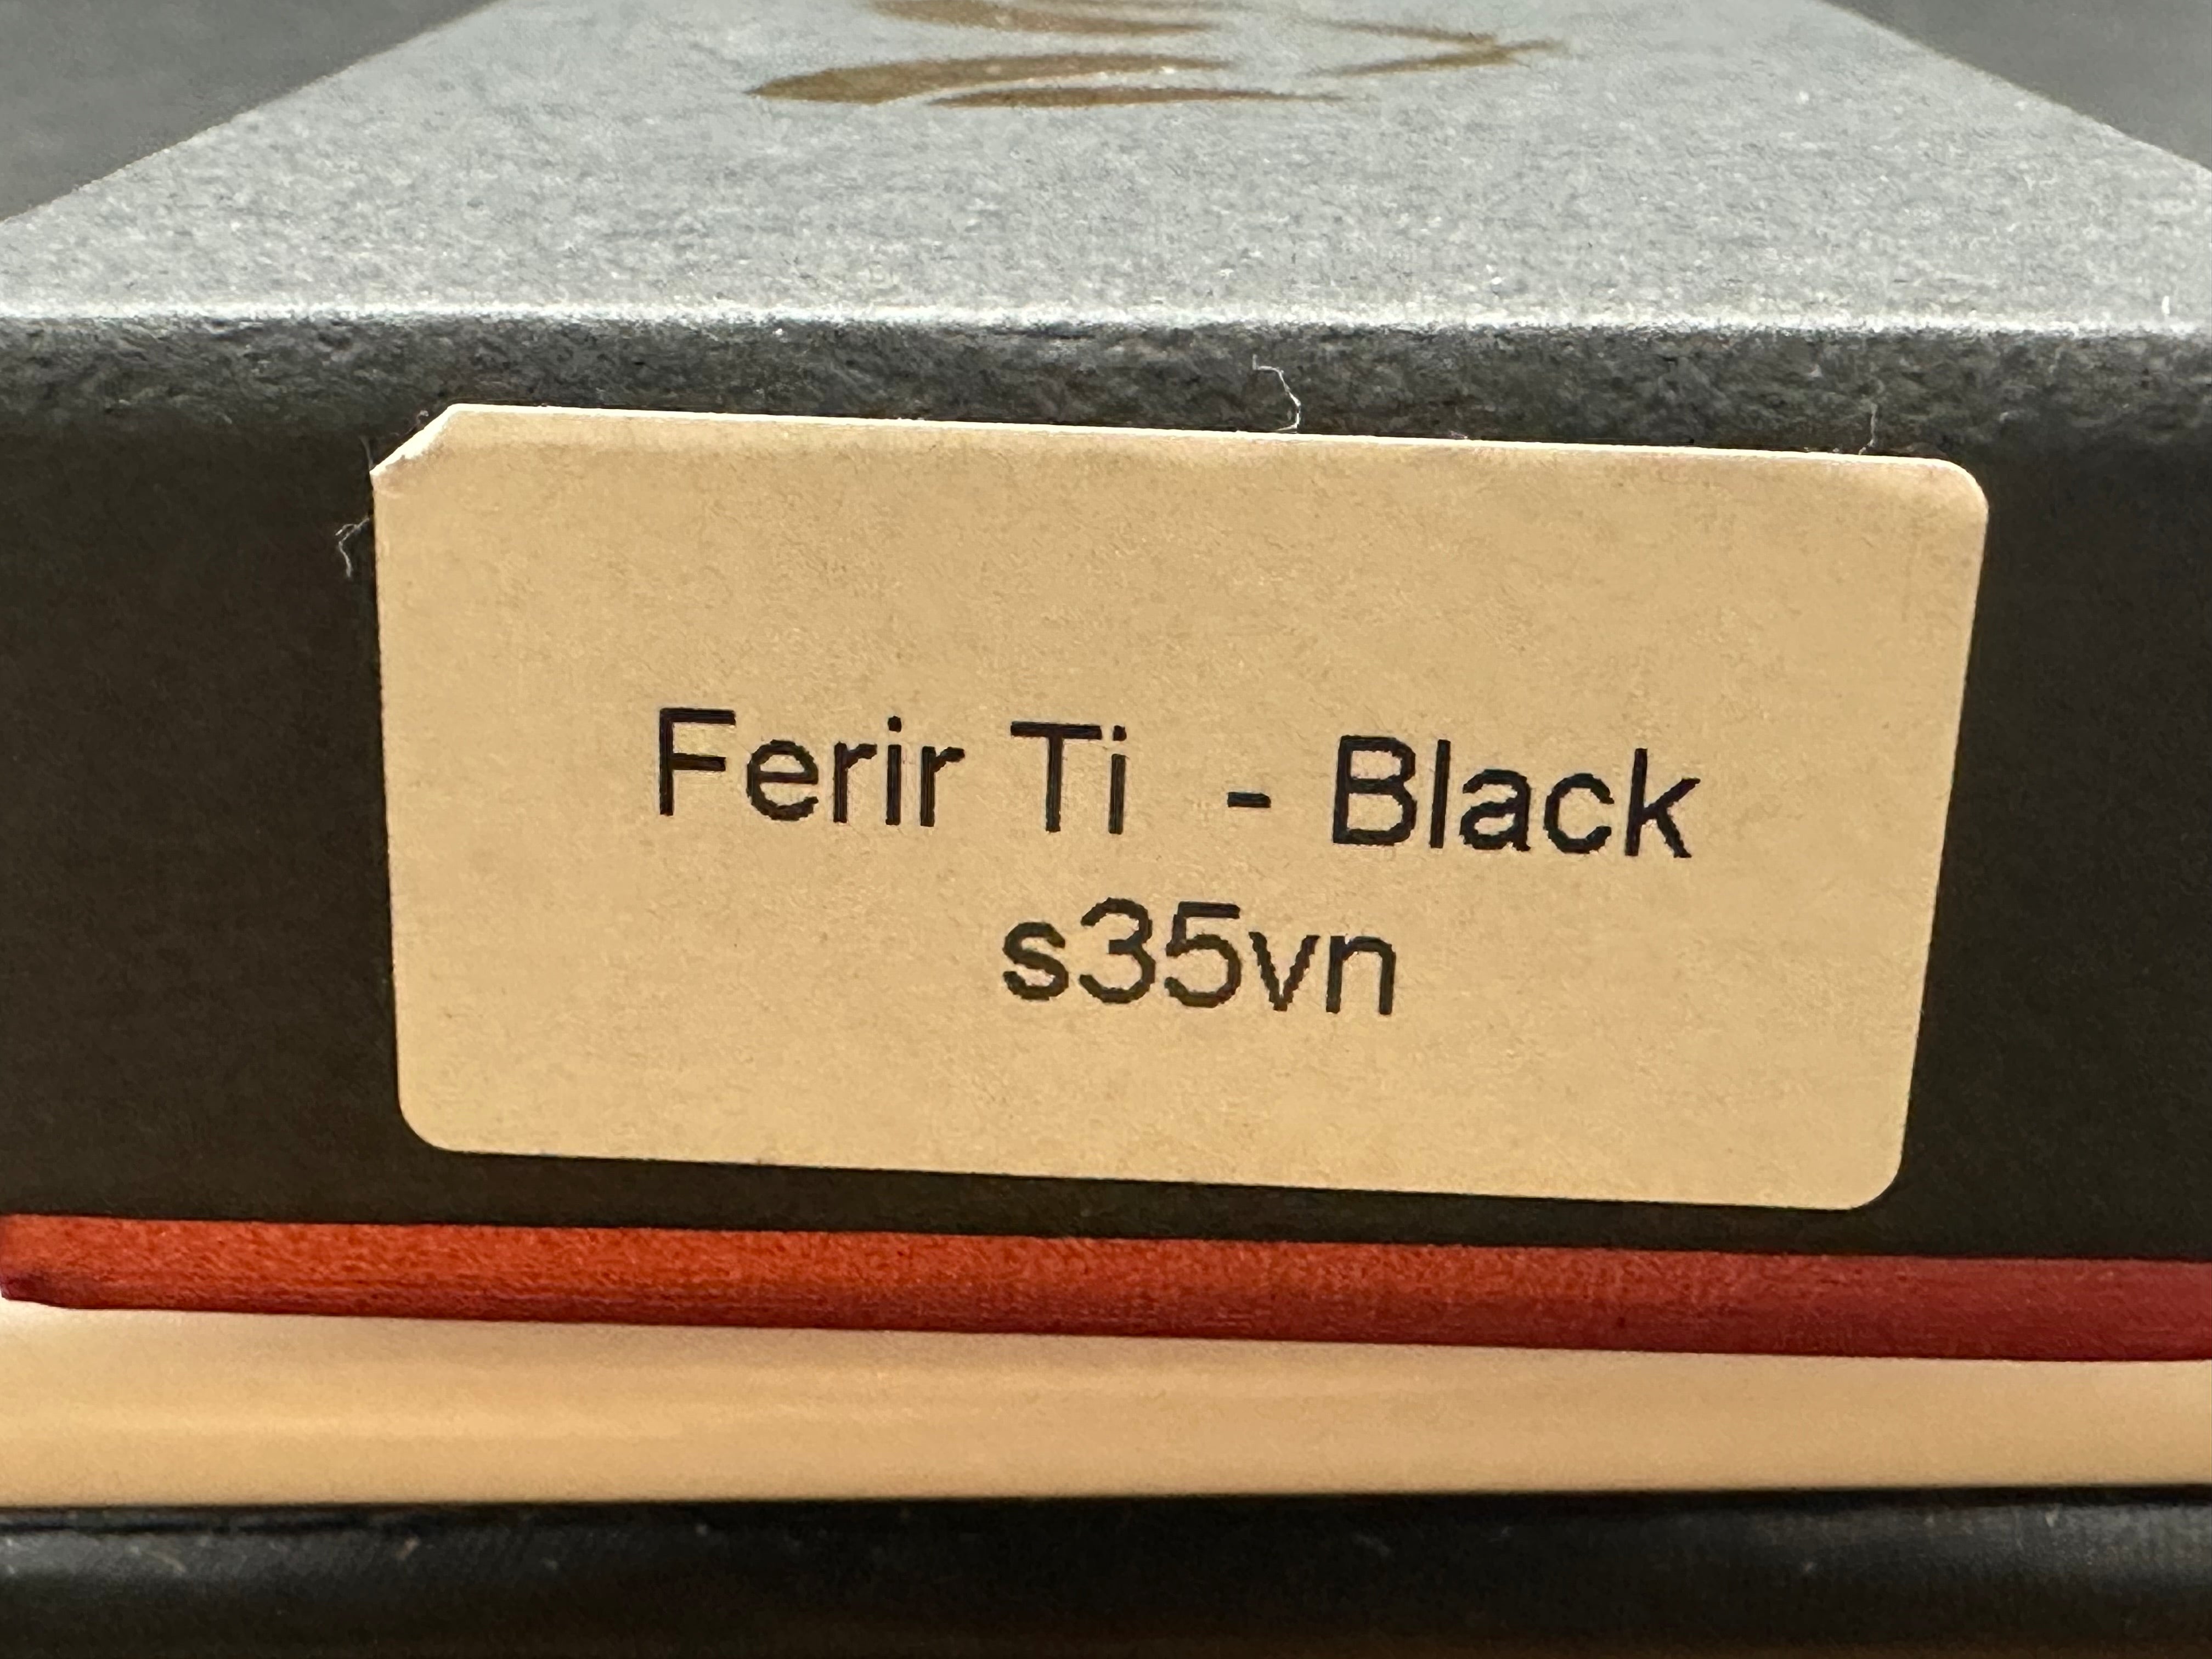 Ferir Ti - Black
s35vn